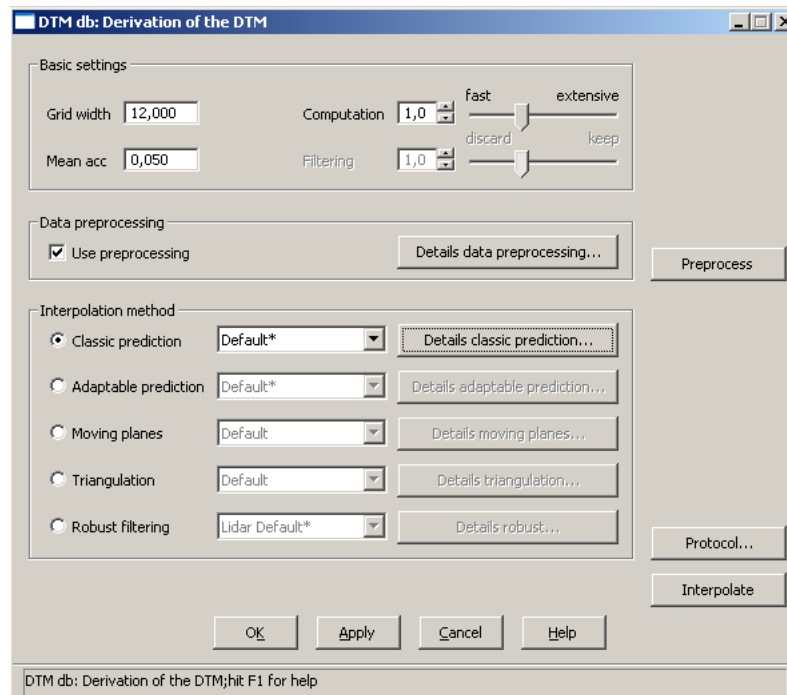 DTM db: Derivation of the DTM
Basic settings
Grid width 12,000 Computation 1,0 fast extensive
Mean acc 0,050 Filtering 1,0 discard keep
Data preprocessing
Use preprocessing Details data preprocessing...
Preprocess
Interpolation method
Classic prediction Default* Details classic prediction...
Adaptable prediction Default* Details adaptable prediction...
Moving planes Default Details moving planes...
Triangulation Default Details triangulation...
Robust filtering Lidar Default* Details robust...
Protocol...
Interpolate
OK Apply Cancel Help
DTM db: Derivation of the DTM;hit F1 for help